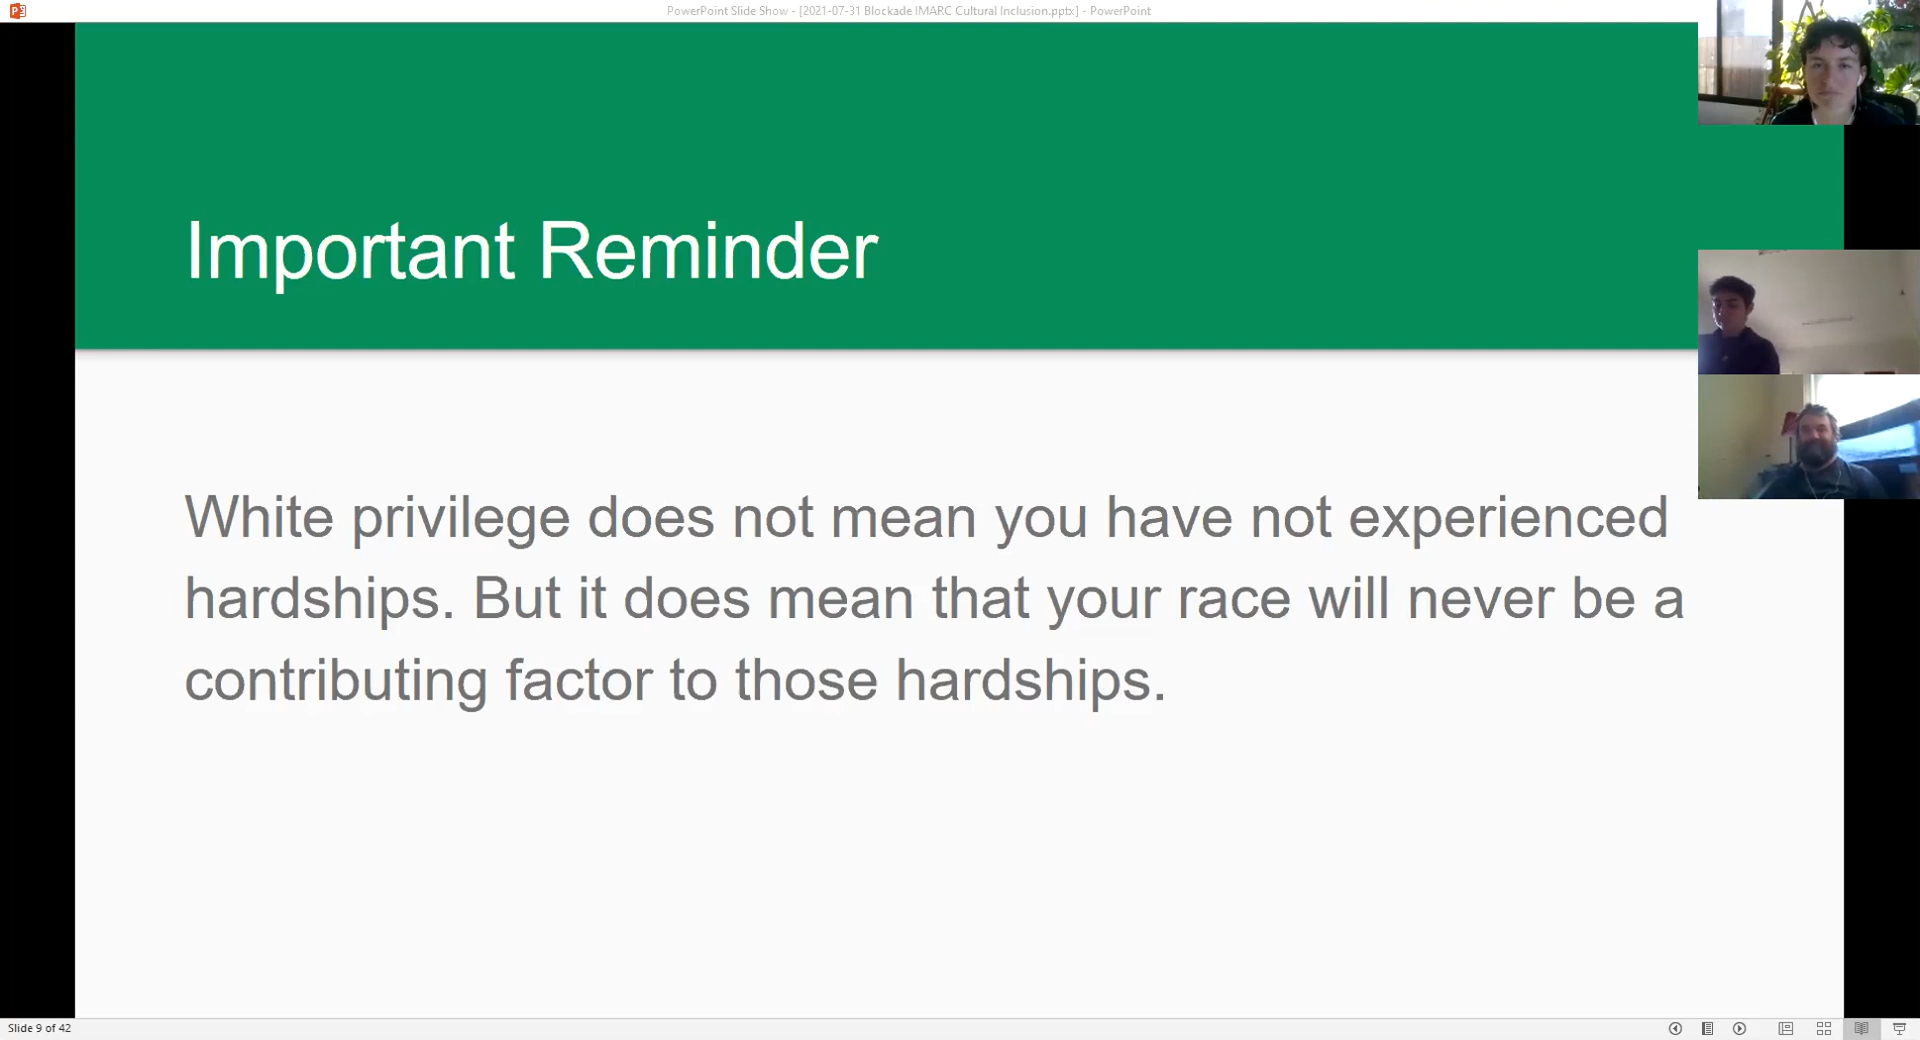 PowerPoint Slide Show - [2021-07-31 Blockade IMARC Cultural Inclusion.pptx] - PowerPoint
Important Reminder
White privilege does not mean you have not experienced
hardships. But it does mean that your race will never be a
contributing factor to those hardships.
Slide 9 of 42